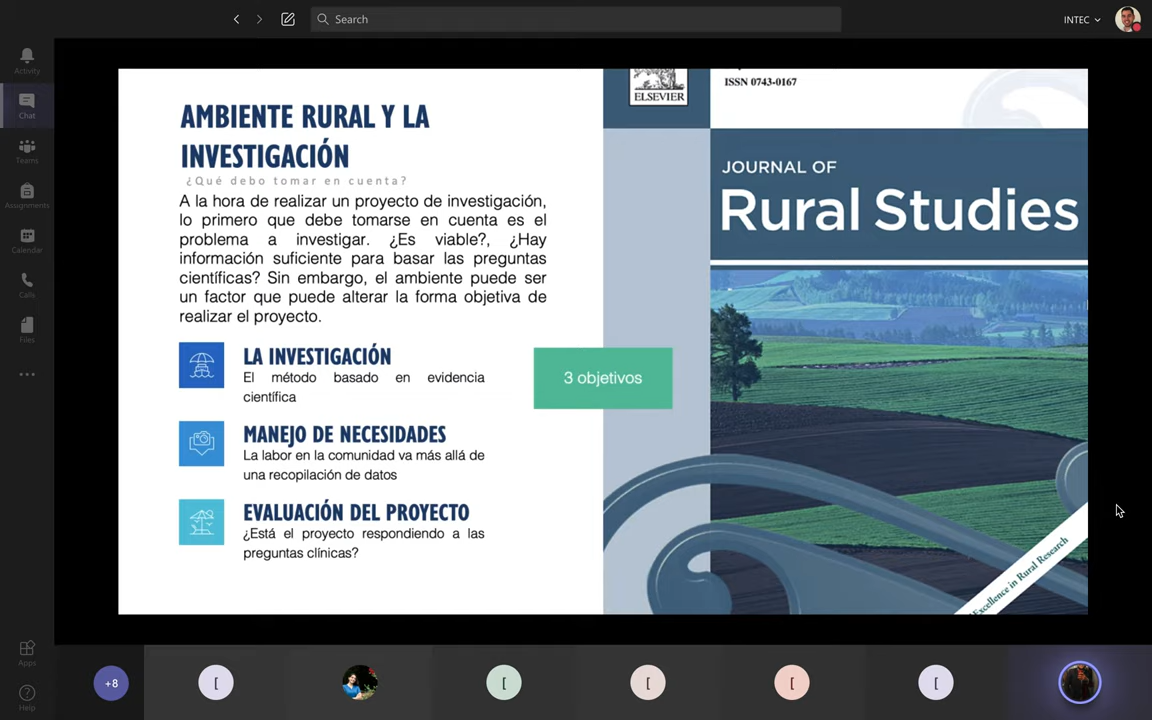 Search
INTEC
Activity
Chat
Teams
Assignments
Calendar
Calls
Files
Apps
Help
AMBIENTE RURAL Y LA
INVESTIGACIÓN
¿Qué debo tomar en cuenta?
A la hora de realizar un proyecto de investigación,
lo primero que debe tomarse en cuenta es el
problema a investigar. ¿Es viable?, ¿Hay
información suficiente para basar las preguntas
científicas? Sin embargo, el ambiente puede ser
un factor que puede alterar la forma objetiva de
realizar el proyecto.
LA INVESTIGACIÓN
El método basado en evidencia
científica
MANEJO DE NECESIDADES
La labor en la comunidad va más allá de
una recopilación de datos
EVALUACIÓN DEL PROYECTO
¿Está el proyecto respondiendo a las
preguntas clínicas?
3 objetivos
ELSEVIER
ISSN 0743-0167
JOURNAL OF
Rural Studies
Excellence in Rural Research
+8
[
[
[
[
[